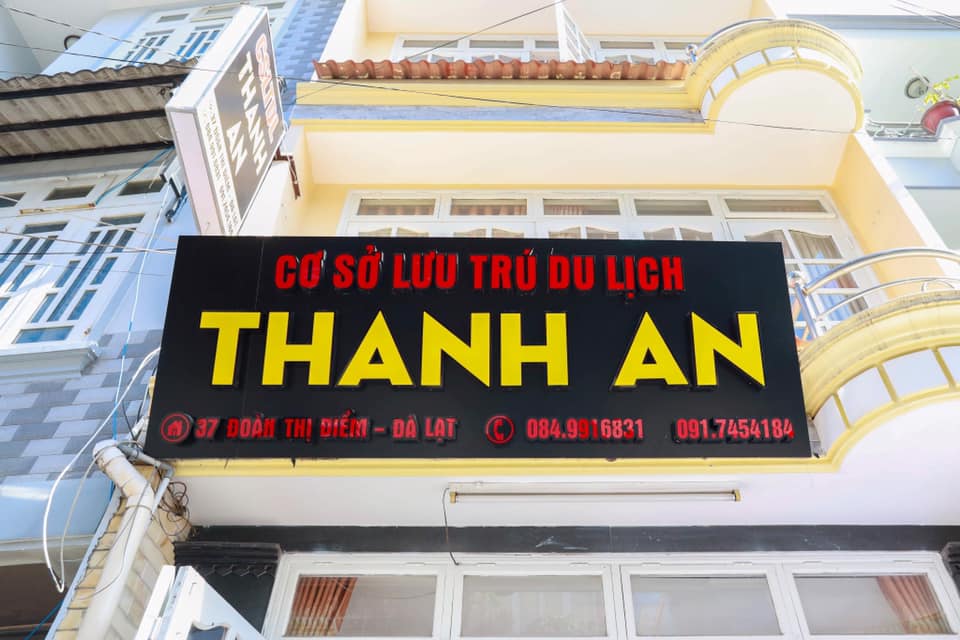 CSLTDL
THANH
AN
CƠ SỞ LƯU TRÚ DU LỊCH
THANH AN
37 ĐOÀN THỊ ĐIỂM - ĐÀ LẠT 084.9916831 091.7454184